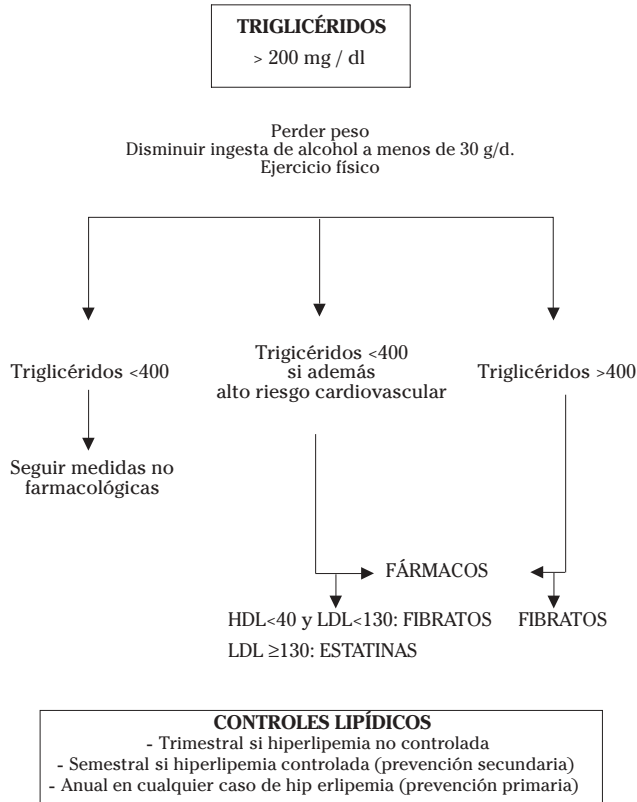 TRIGLICÉRIDOS
> 200 mg / dl
Perder peso
Disminuir ingesta de alcohol a menos de 30 g/d.
Ejercicio físico
Triglicéridos <400
Trigicéridos <400
si además
alto riesgo cardiovascular
Triglicéridos >400
Seguir medidas no
farmacológicas
FÁRMACOS
HDL<40 y LDL<130: FIBRATOS
LDL ≥130: ESTATINAS
FIBRATOS
CONTROLES LIPÍDICOS
- Trimestral si hiperlipemia no controlada
- Semestral si hiperlipemia controlada (prevención secundaria)
- Anual en cualquier caso de hip erlipemia (prevención primaria)